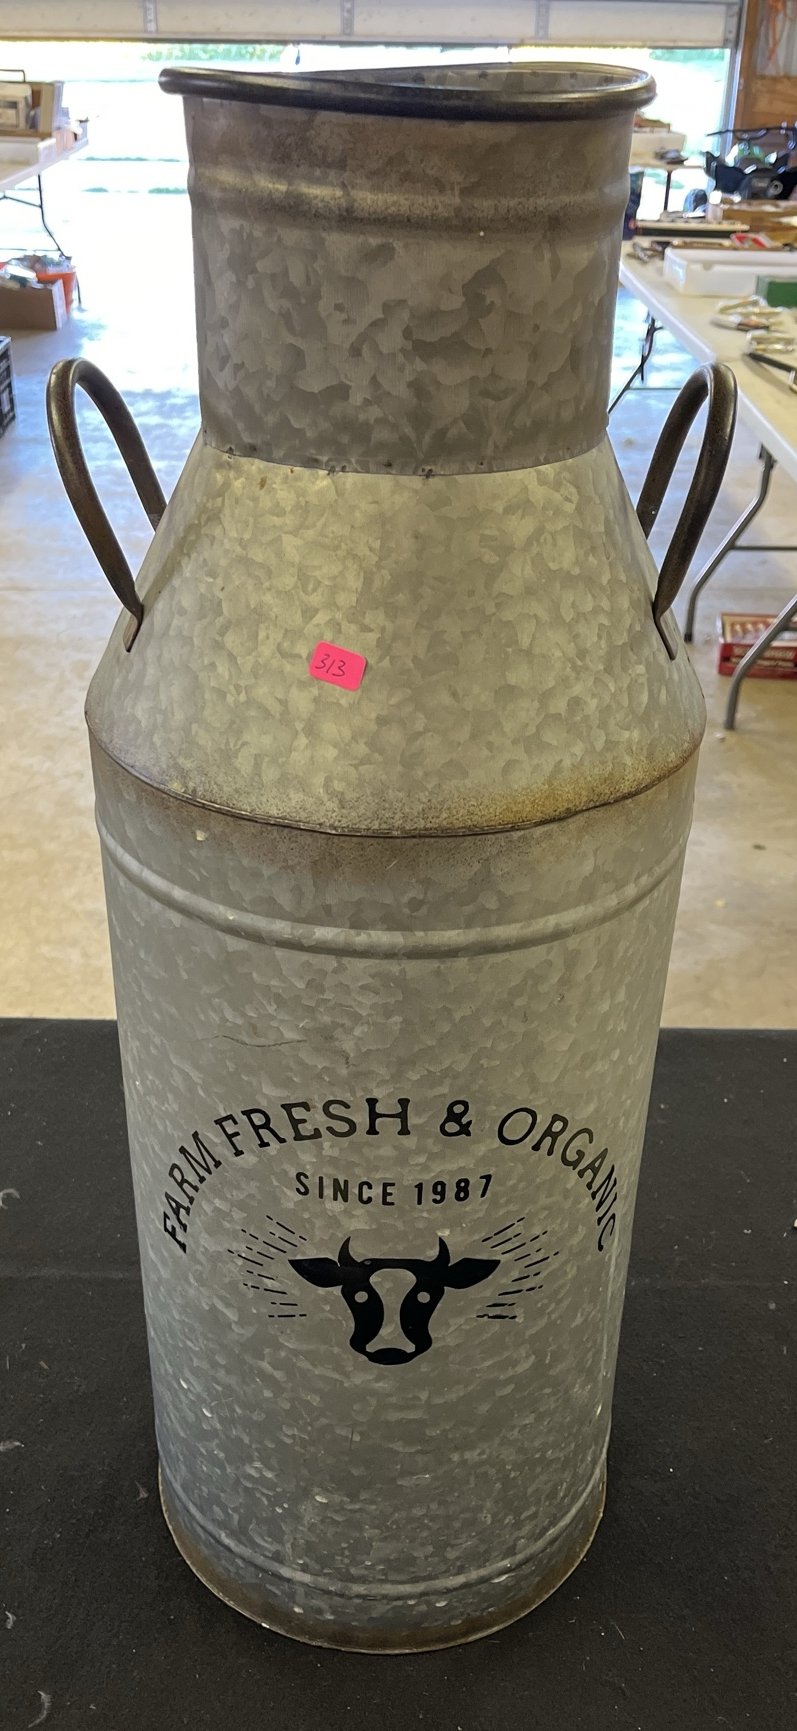 313
FARM FRESH & ORGANIC
SINCE 1987